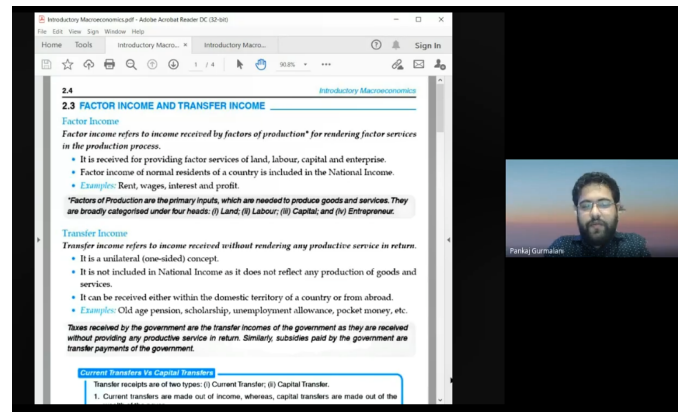 Introductory Macroeconomics.pdf - Adobe Acrobat Reader DC (32-bit)
File Edit View Sign Window Help
Home Tools Introductory Macro... × Introductory Macro... Sign In
1 / 4 90.8%
2.4 Introductory Macroeconomics
2.3 FACTOR INCOME AND TRANSFER INCOME
Factor Income
Factor income refers to income received by factors of production* for rendering factor services
in the production process.
• It is received for providing factor services of land, labour, capital and enterprise.
• Factor income of normal residents of a country is included in the National Income.
• Examples: Rent, wages, interest and profit.
*Factors of Production are the primary inputs, which are needed to produce goods and services. They
are broadly categorised under four heads: (i) Land; (ii) Labour; (iii) Capital; and (iv) Entrepreneur.
Transfer Income
Transfer income refers to income received without rendering any productive service in return.
• It is a unilateral (one-sided) concept.
• It is not included in National Income as it does not reflect any production of goods and
services.
• It can be received either within the domestic territory of a country or from abroad.
• Examples: Old age pension, scholarship, unemployment allowance, pocket money, etc.
Taxes received by the government are the transfer incomes of the government as they are received
without providing any productive service in return. Similarly, subsidies paid by the government are
transfer payments of the government.
Current Transfers Vs Capital Transfers
Transfer receipts are of two types: (i) Current Transfer; (ii) Capital Transfer.
1. Current transfers are made out of income, whereas, capital transfers are made out of the
Pankaj Gurmalani